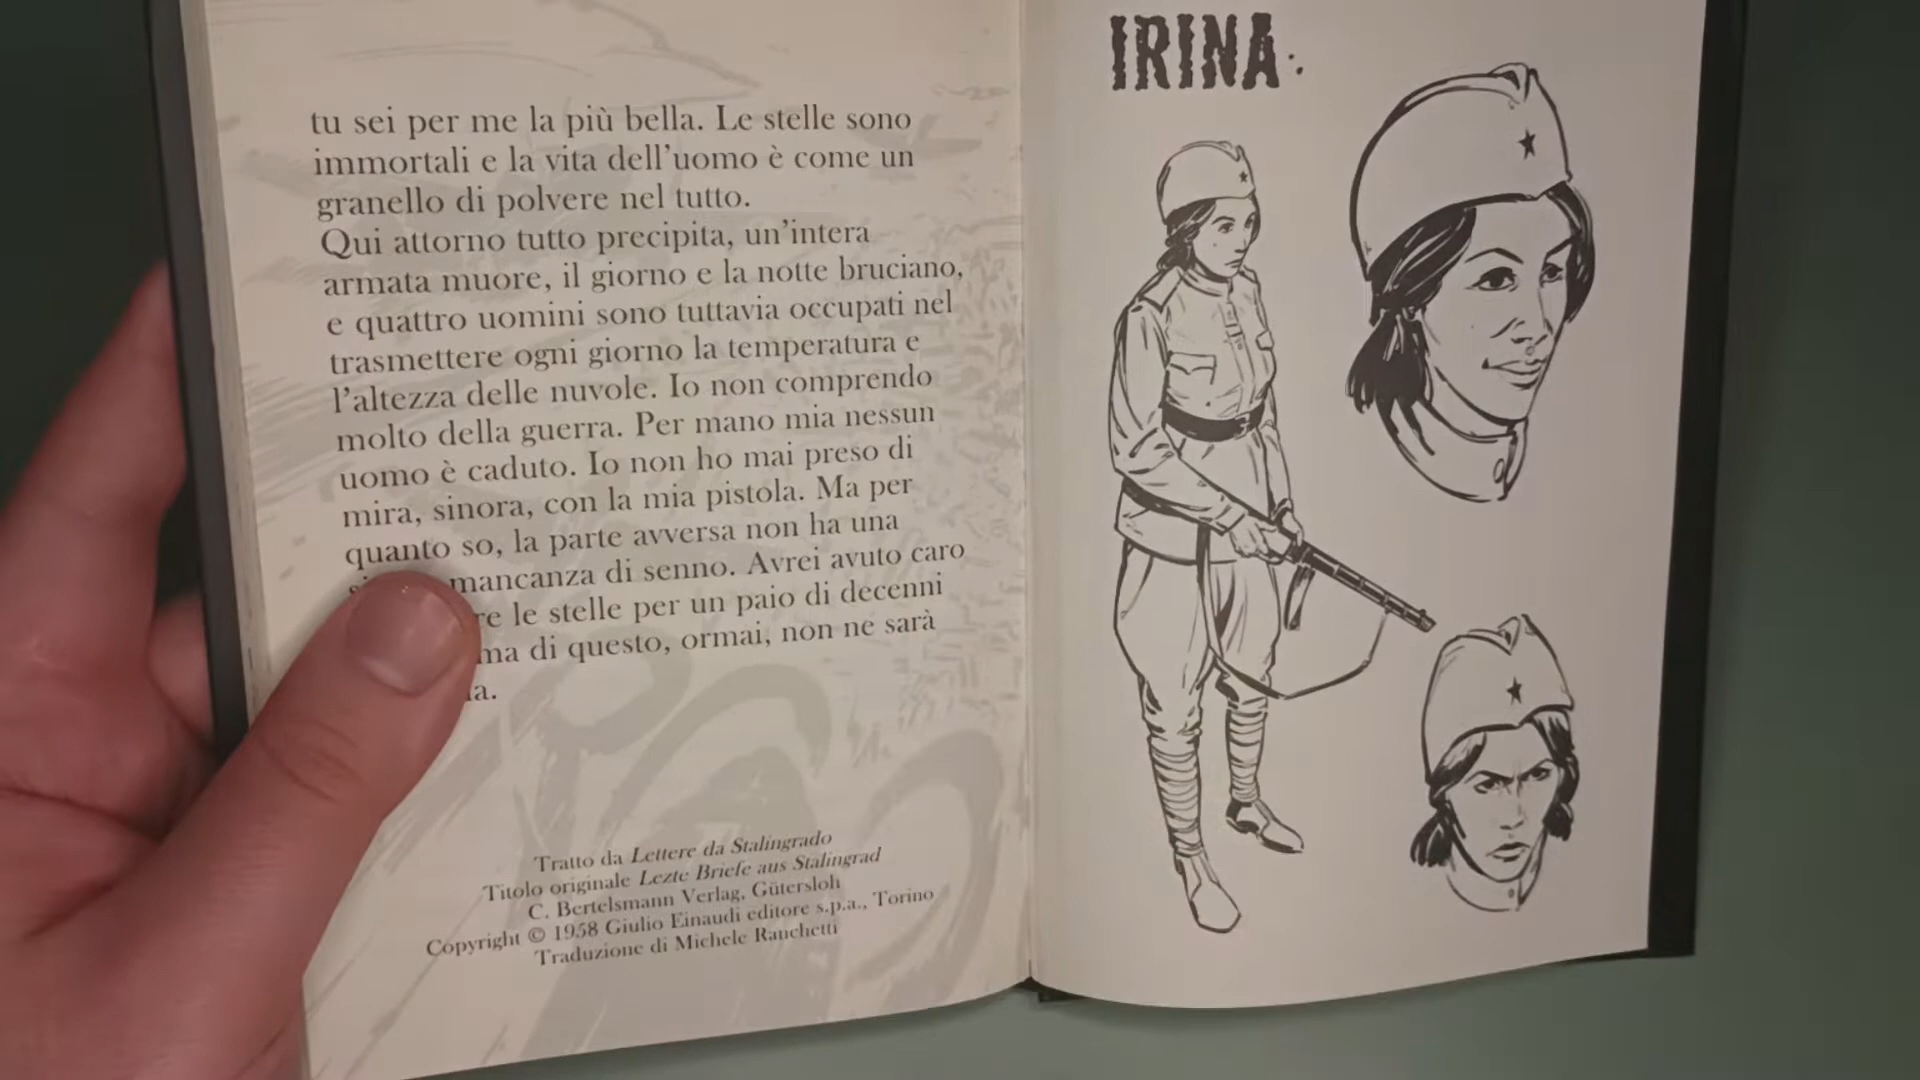 tu sei per me la più bella. Le stelle sono
immortali e la vita dell'uomo è come un
granello di polvere nel tutto.
Qui attorno tutto precipita, un'intera
armata muore, il giorno e la notte bruciano,
e quattro uomini sono tuttavia occupati nel
trasmettere ogni giorno la temperatura e
l'altezza delle nuvole. Io non comprendo
molto della guerra. Per mano mia nessun
uomo è caduto. Io non ho mai preso di
mira, sinora, con la mia pistola. Ma per
quanto so, la parte avversa non ha una
mancanza di senno. Avrei avuto caro
le stelle per un paio di decenni
ma di questo, ormai, non ne sarà
Tratto da Lettere da Stalingrado
Titolo originale Lezte Briefe aus Stalingrad
C. Bertelsmann Verlag, Gütersloh
Copyright © 1958 Giulio Einaudi editore s.p.a., Torino
Traduzione di Michele Ranchetti
IRINA: